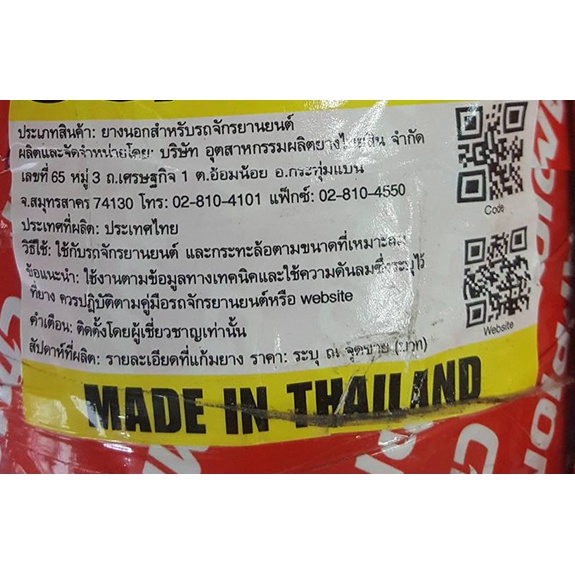 ประเภทสินค้า: ยางนอกสำหรับรถจักรยานยนต์
ผลิตและจัดจำหน่ายโดย: บริษัท อุตสาหกรรมผลิตยางไทยสิน จำกัด
เลขที่ 65 หมู่ 3 ถ.เศรษฐกิจ 1 ต.อ้อมน้อย อ.กระทุ่มแบน
จ.สมุทรสาคร 74130 โทร: 02-810-4101 แฟ็กซ์: 02-810-4550
ประเทศที่ผลิต: ประเทศไทย
วิธีใช้: ใช้กับรถจักรยานยนต์ และกระทะล้อตามขนาดที่เหมาะสม
ข้อแนะนำ: ใช้งานตามข้อมูลทางเทคนิคและใช้ความดันลมซึ่งระบุไว้
ที่ยาง ควรปฏิบัติตามคู่มือรถจักรยานยนต์หรือ website
คำเตือน: ติดตั้งโดยผู้เชี่ยวชาญเท่านั้น
สัปดาห์ที่ผลิต: รายละเอียดที่แก้มยาง ราคา: ระบุ ณ จุดขาย (บาท)
Code
Website
MADE IN THAILAND